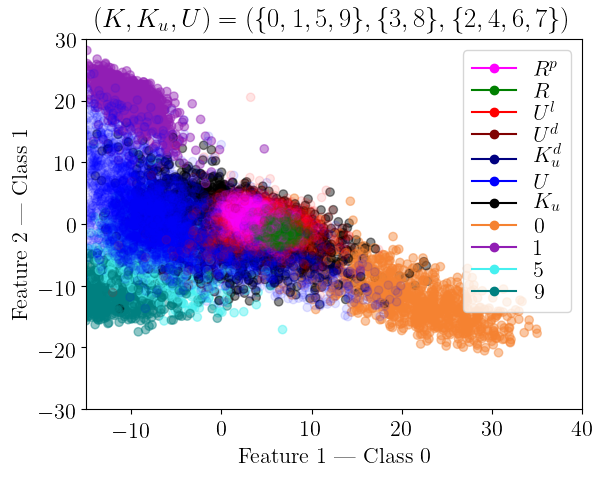 (K, K_u, U) = ({0, 1, 5, 9}, {3, 8}, {2, 4, 6, 7})
30
20
10
0
−10
−20
−30
Feature 2 — Class 1
R^p
R
U^l
U^d
K_u^d
U
K_u
0
1
5
9
−10
0
10
20
30
40
Feature 1 — Class 0